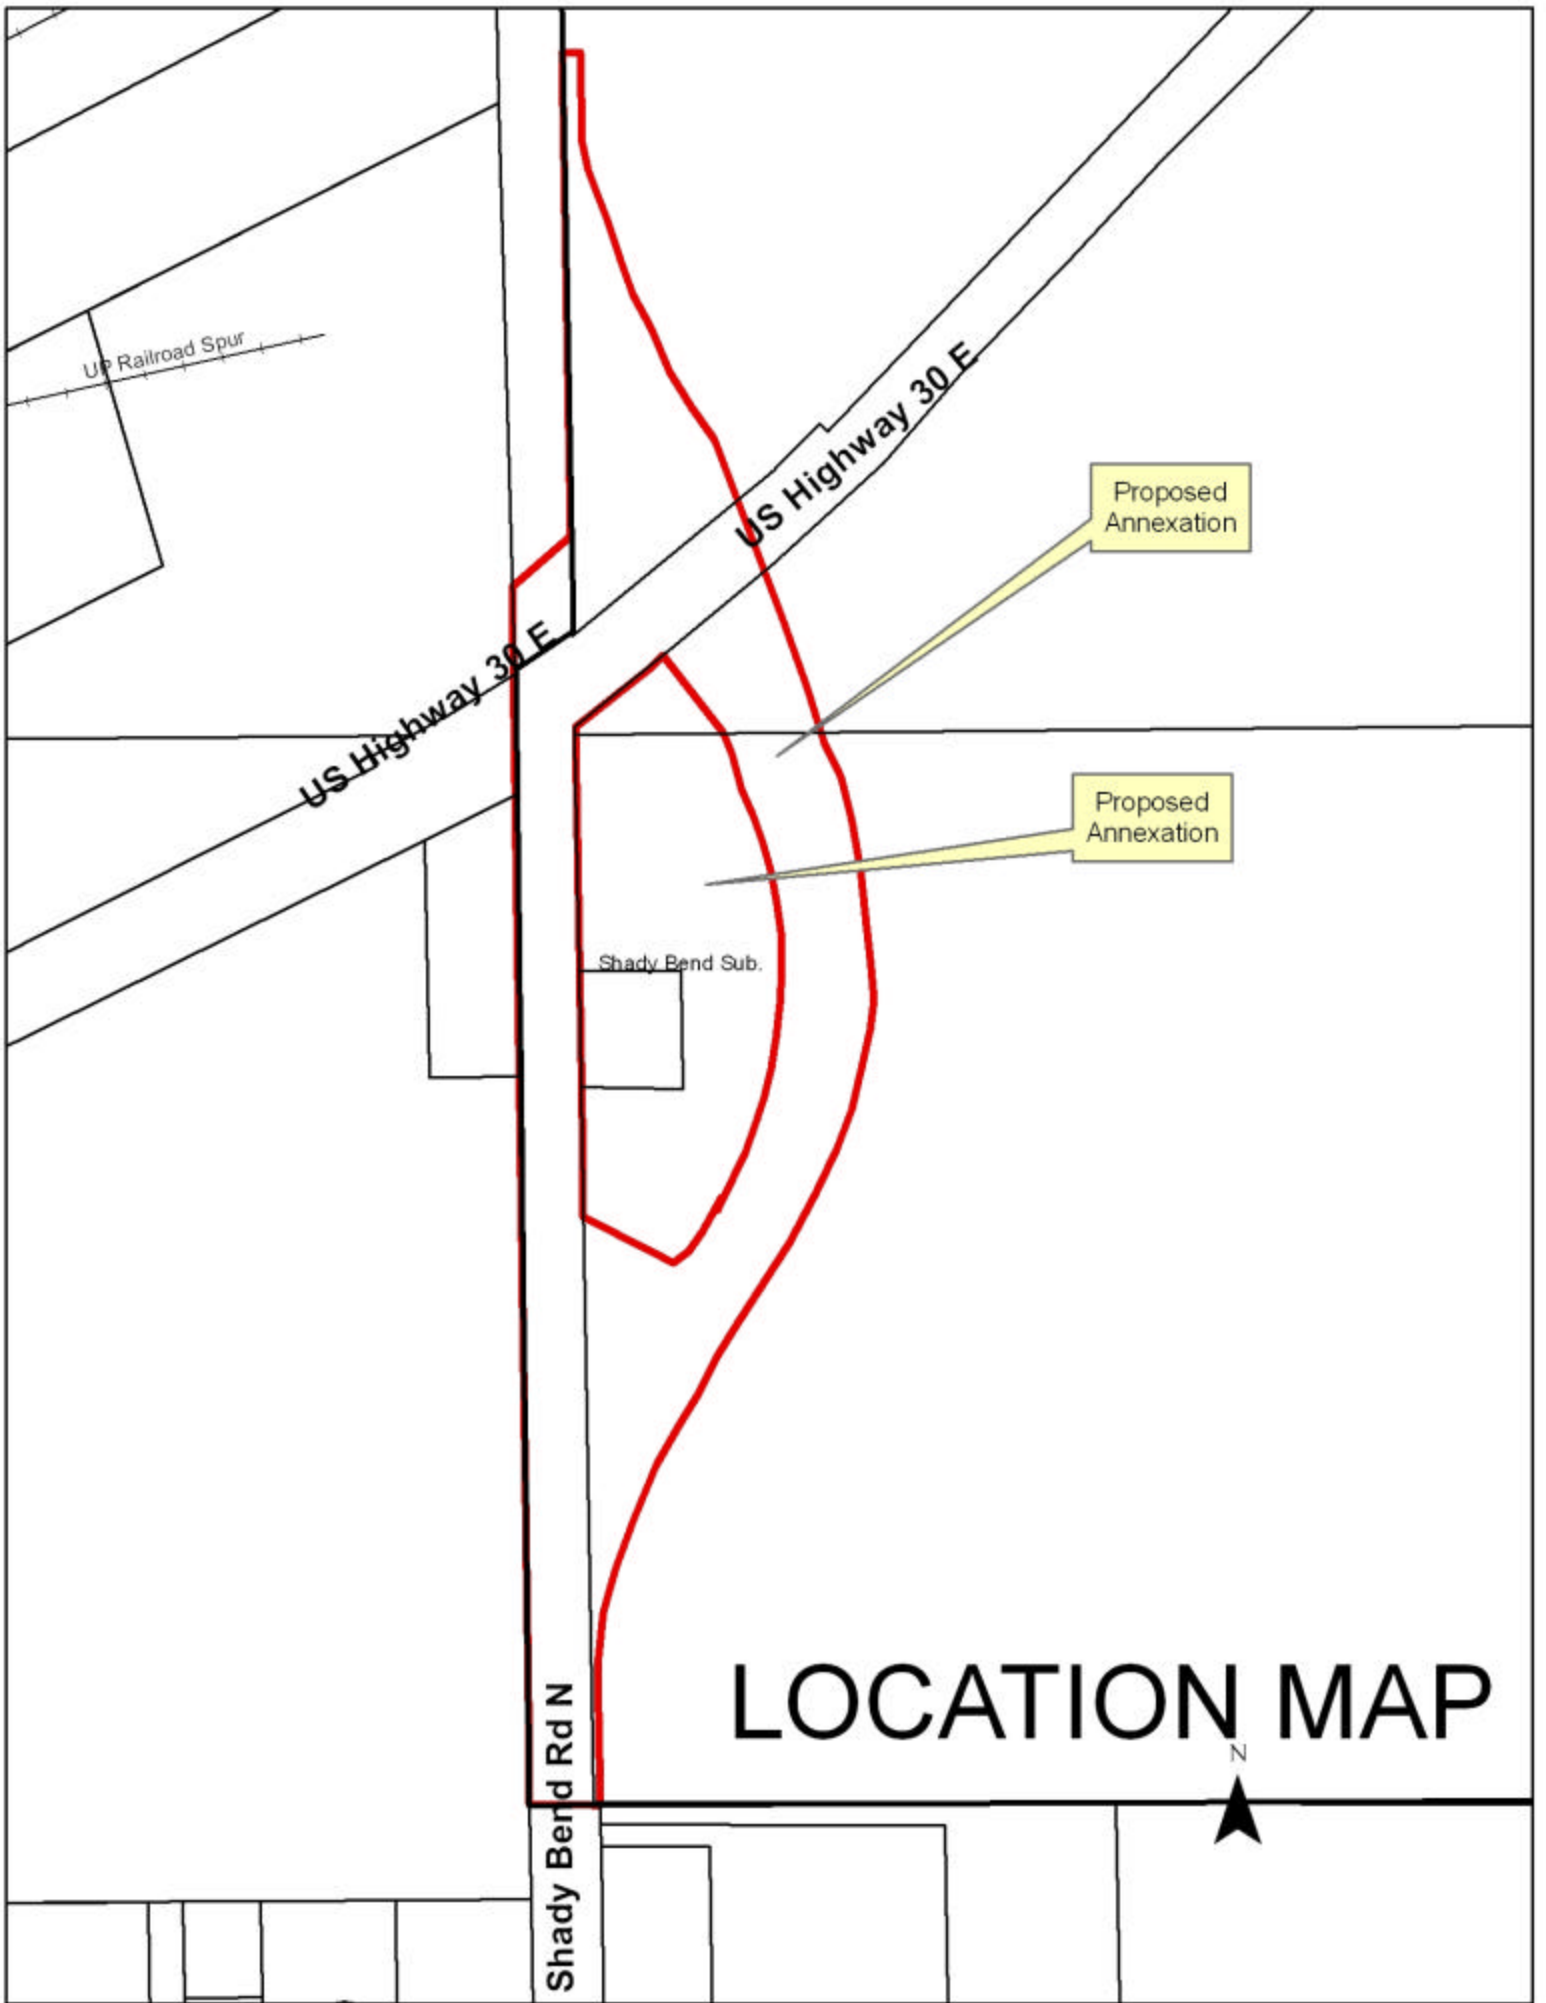 UP Railroad Spur
US Highway 30 E
Proposed
Annexation
US Highway 30 E
Proposed
Annexation
Shady Bend Sub.
LOCATION MAP
N
Shady Bend Rd N